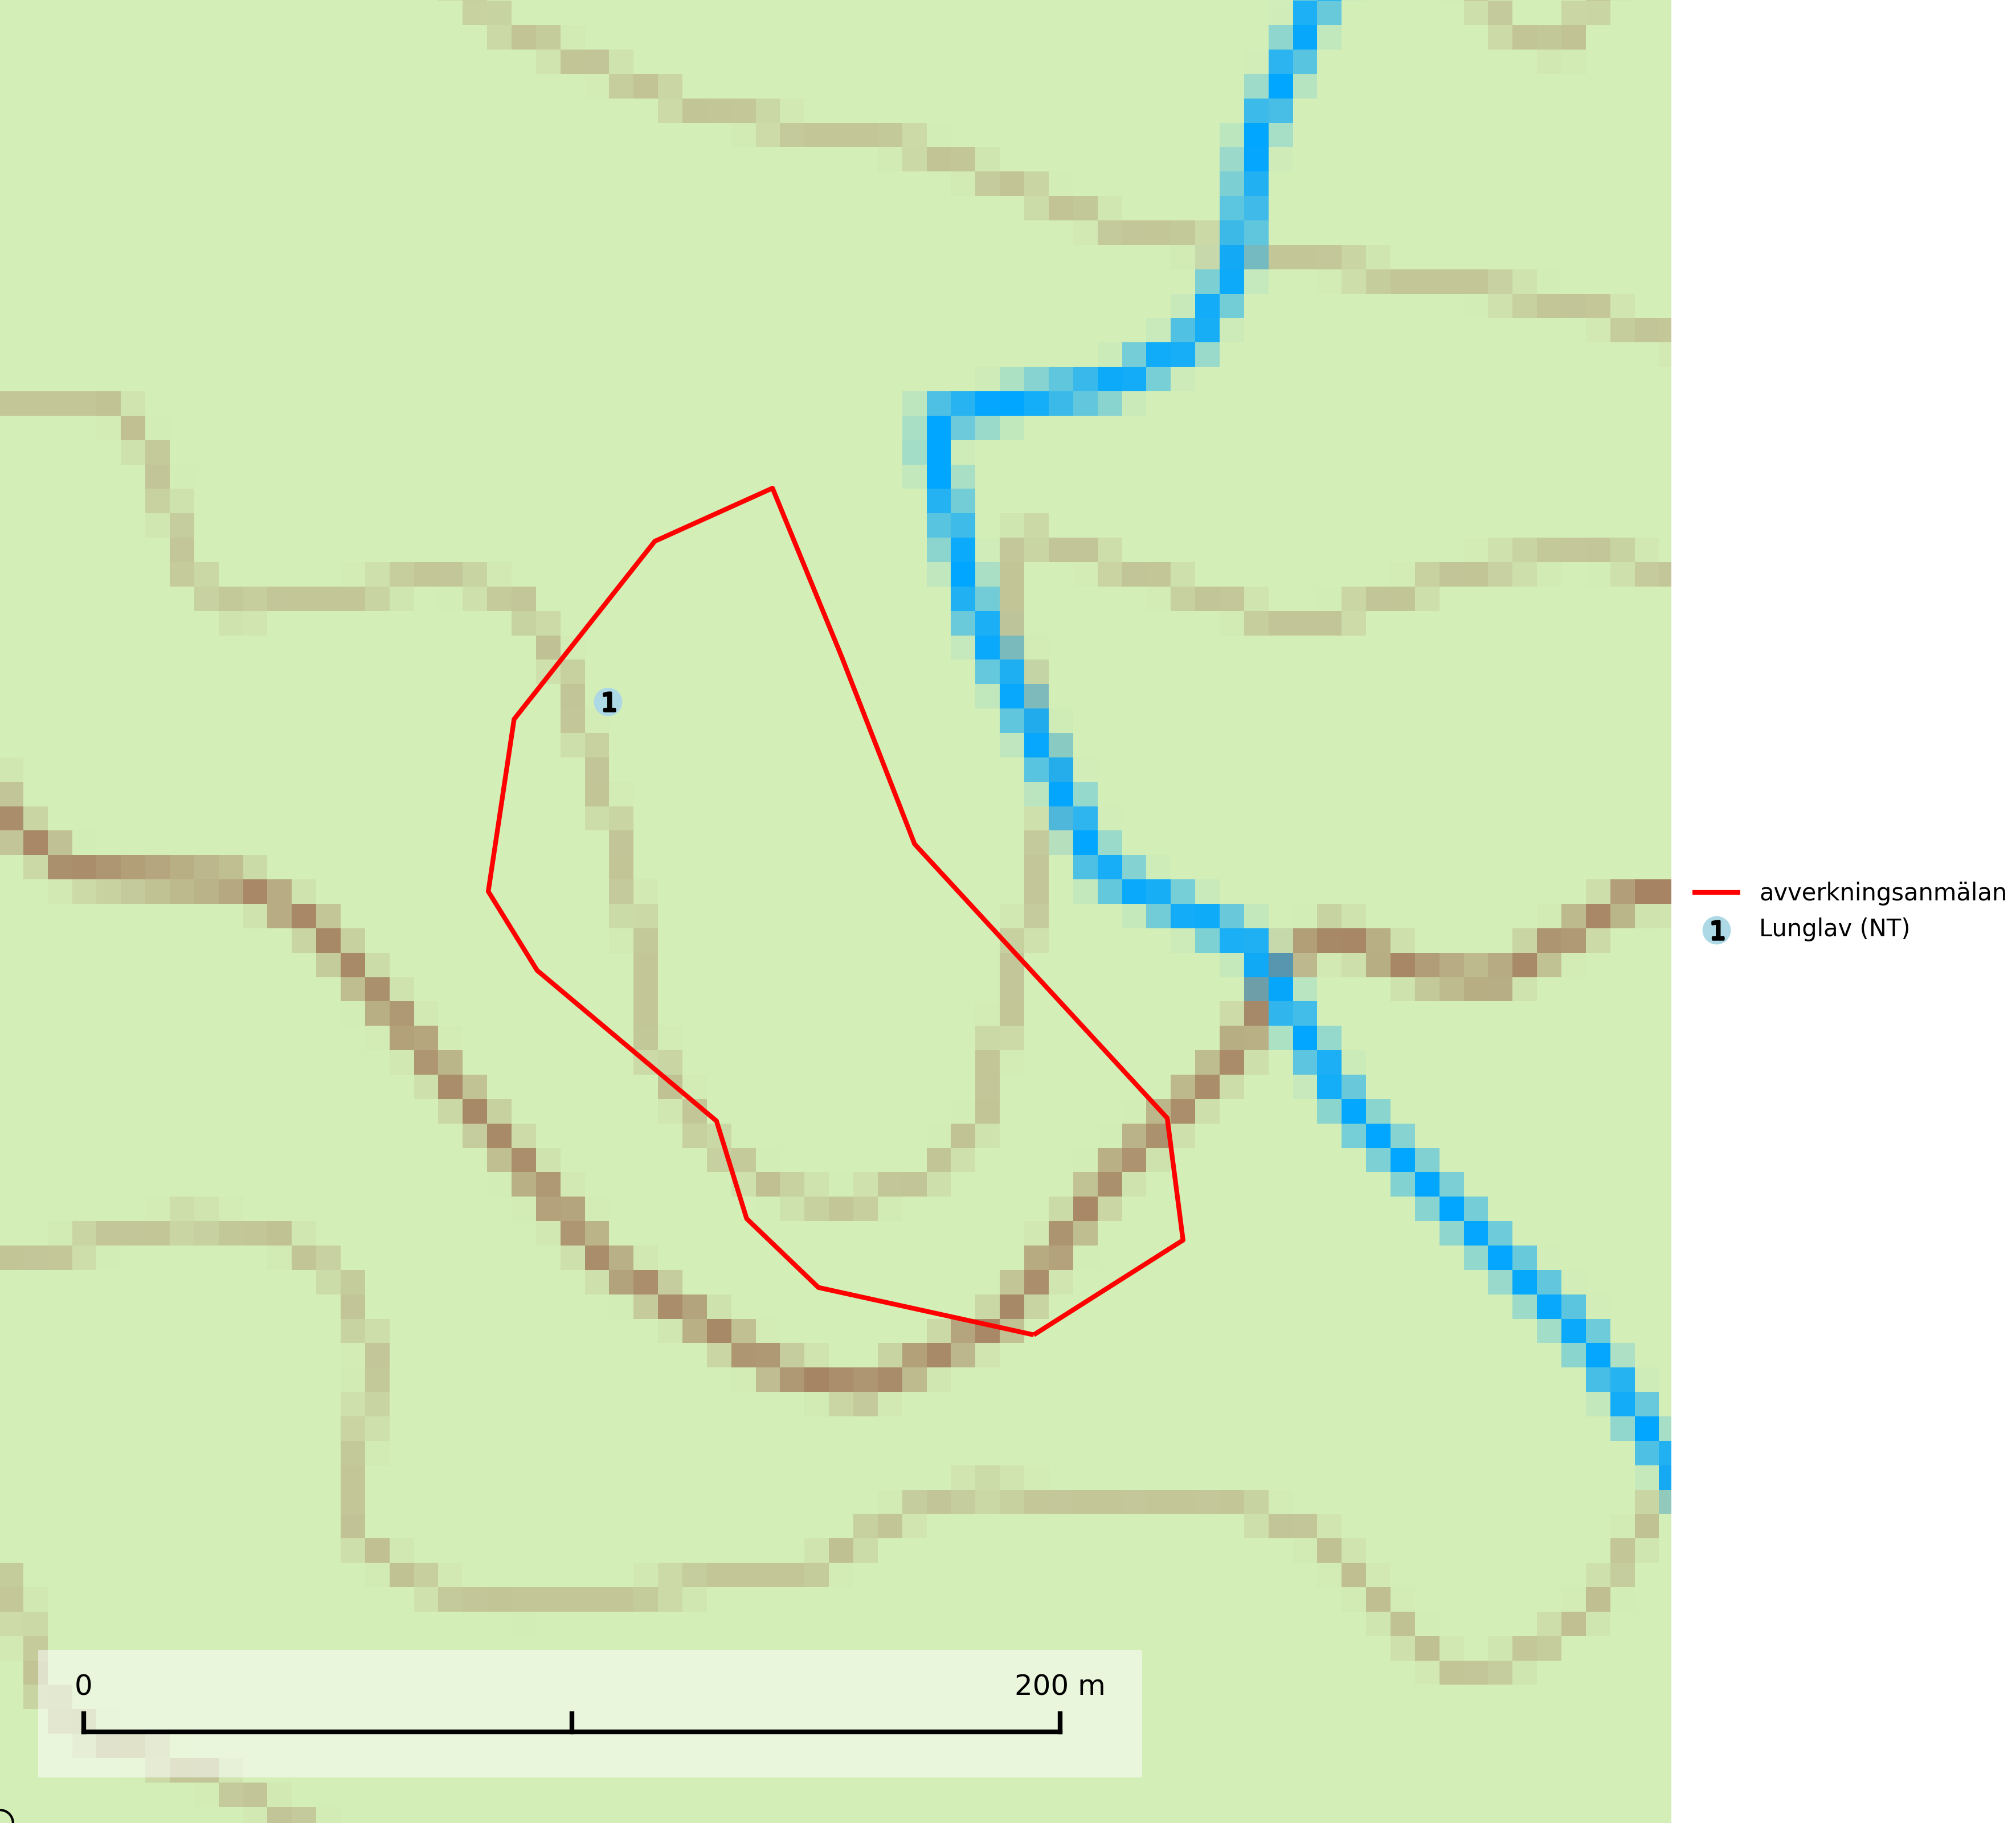 1
avverkningsanmälan
1 Lunglav (NT)
0 200 m